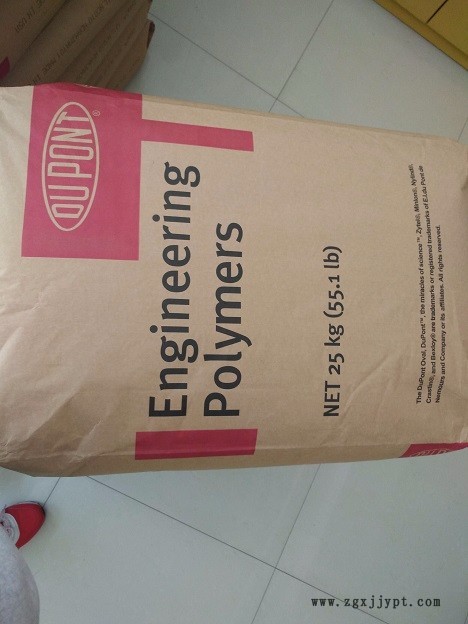 DU PONT
®
Engineering
Polymers
NET 25 kg (55.1 lb)
The DuPont Oval, DuPont™, the miracles of science™, Zytel®, Minlon®,
Crastin®, and Rynite® are trademarks or registered trademarks of E.I.du Pont de
Nemours and Company or its affiliates. All rights reserved.
www.zgxjjypt.com